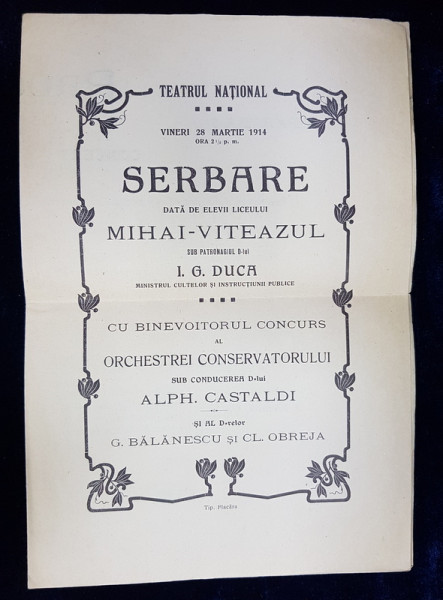 TEATRUL NAȚIONAL
VINERI 28 MARTIE 1914
ORA 2½ p. m.
SERBARE
DATĂ DE ELEVII LICEULUI
MIHAI-VITEAZUL
SUB PATRONAGIUL D-lui
I. G. DUCA
MINISTRUL CULTELOR ȘI INSTRUCȚIUNII PUBLICE
CU BINEVOITORUL CONCURS
AL
ORCHESTREI CONSERVATORULUI
SUB CONDUCEREA D-lui
ALPH. CASTALDI
ȘI AL D-relor
G. BĂLĂNESCU ȘI CL. OBREJA
Tip. Flacăra